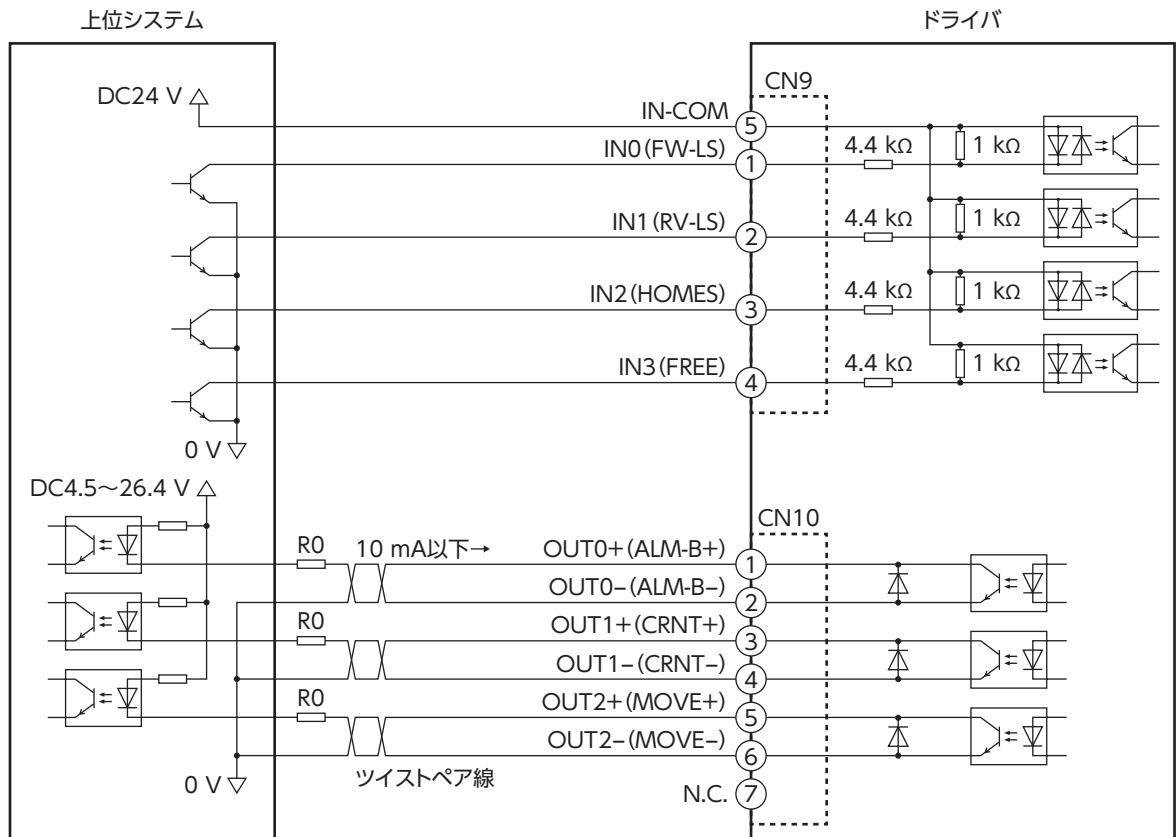 上位システム
ドライバ
DC24 V
CN9
IN-COM
5
IN0(FW-LS)
1
4.4 kΩ
1 kΩ
IN1(RV-LS)
2
4.4 kΩ
1 kΩ
IN2(HOMES)
3
4.4 kΩ
1 kΩ
IN3(FREE)
4
4.4 kΩ
1 kΩ
0 V
DC4.5～26.4 V
CN10
R0
10 mA以下→
OUT0+(ALM-B+)
1
OUT0−(ALM-B−)
2
R0
OUT1+(CRNT+)
3
OUT1−(CRNT−)
4
R0
OUT2+(MOVE+)
5
OUT2−(MOVE−)
6
0 V
ツイストペア線
N.C.
7